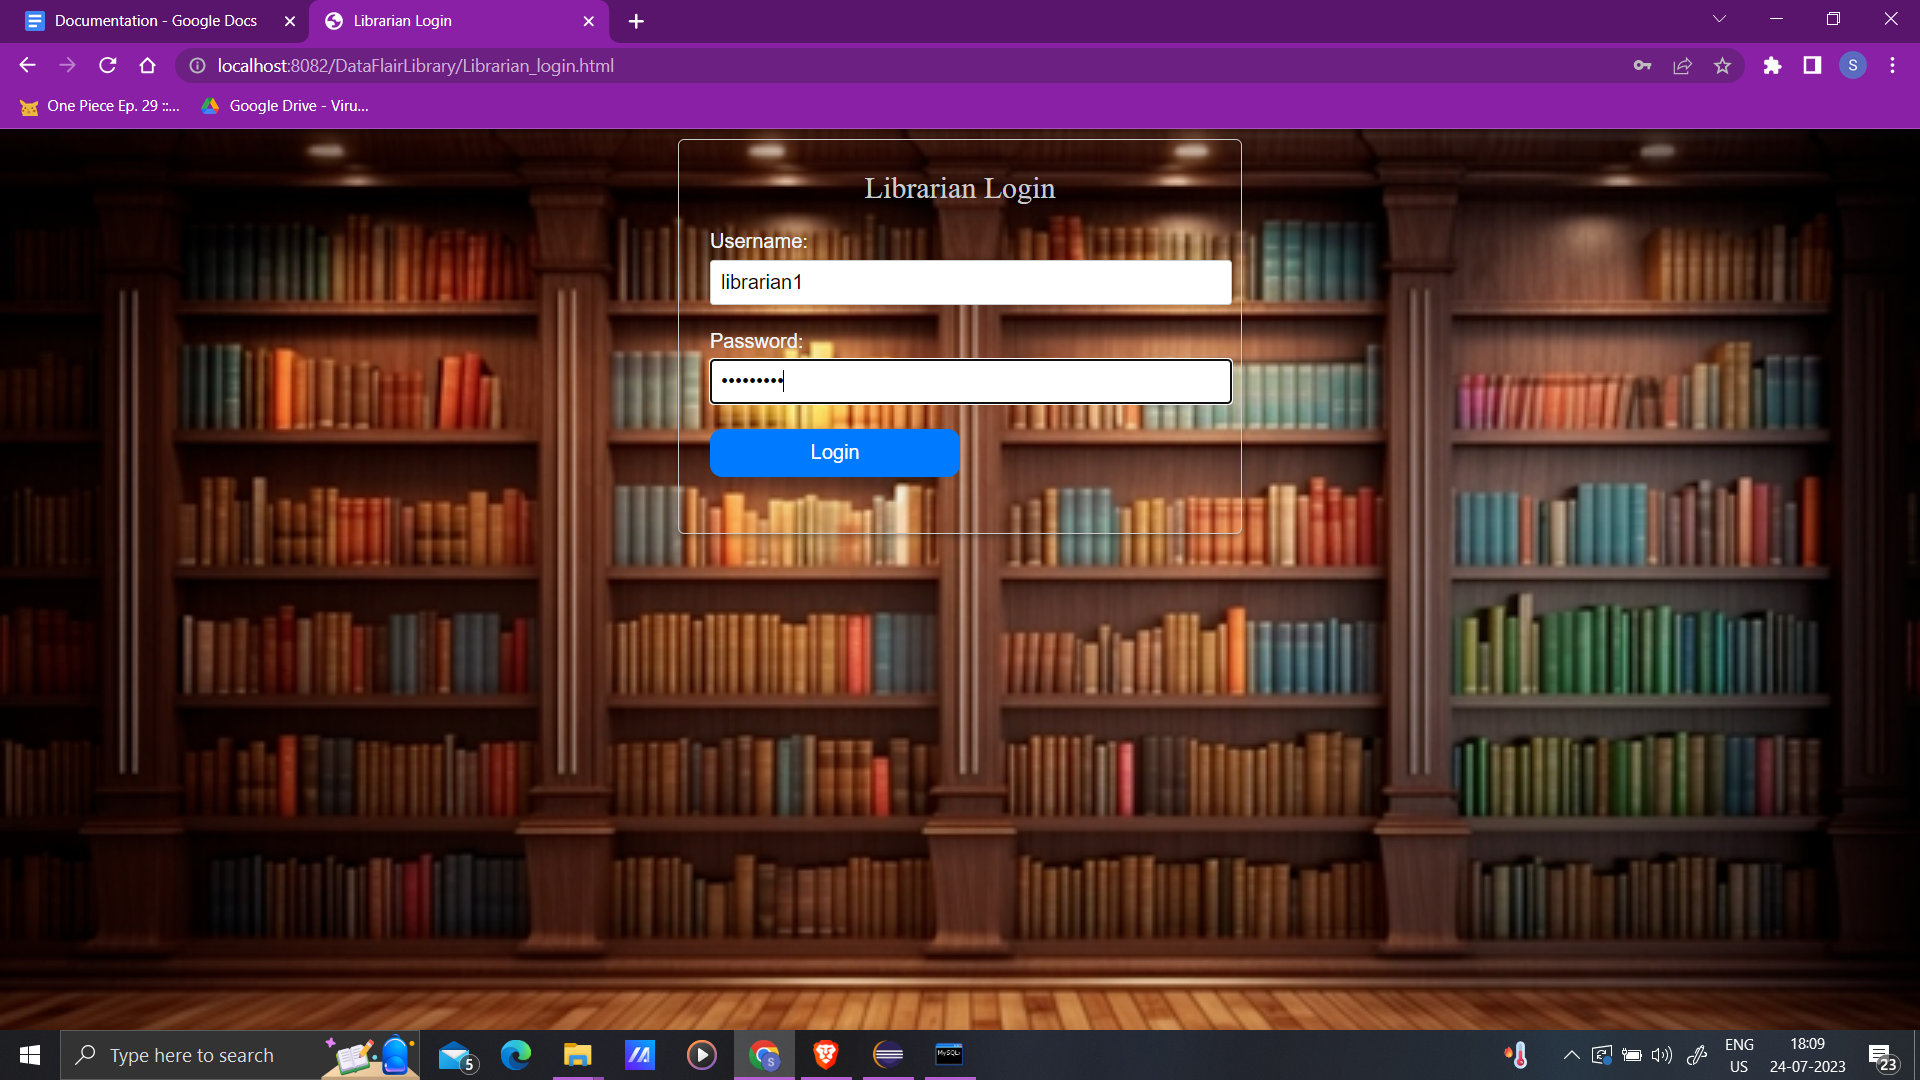 Documentation - Google Docs
Librarian Login
localhost:8082/DataFlairLibrary/Librarian_login.html
S
One Piece Ep. 29 ::...
Google Drive - Viru...
Librarian Login
Username:
librarian1
Password:
•••••••••
Login
Type here to search
5
S
MySQL
ENG
US
18:09
24-07-2023
23